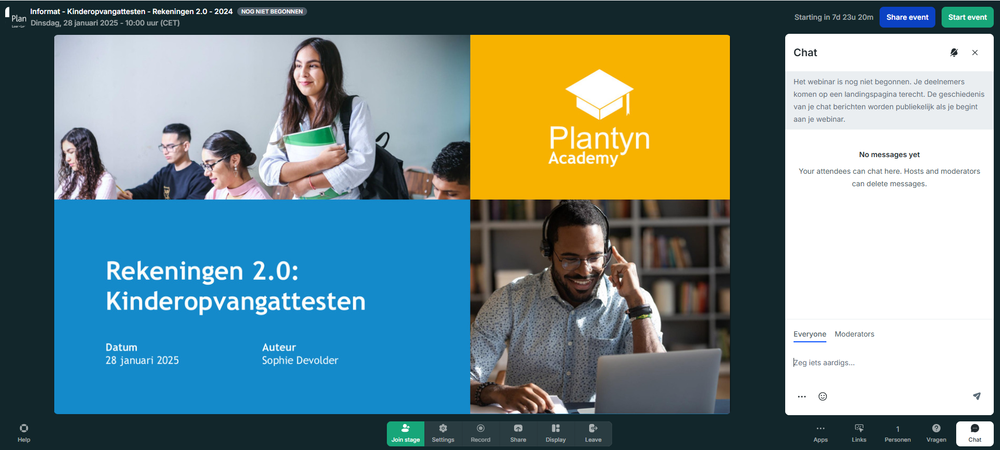 Plan
Informat - Kinderopvangattesten - Rekeningen 2.0 - 2024 NOG NIET BEGONNEN
Dinsdag, 28 januari 2025 - 10:00 uur (CET)
Starting in 7d 23u 20m
Share event
Start event
Plantyn
Academy
Rekeningen 2.0:
Kinderopvangattesten
Datum
28 januari 2025
Auteur
Sophie Devolder
Chat
Het webinar is nog niet begonnen. Je deelnemers
komen op een landingspagina terecht. De geschiedenis
van je chat berichten worden publiekelijk als je begint
aan je webinar.
No messages yet
Your attendees can chat here. Hosts and moderators
can delete messages.
Everyone Moderators
Zeg iets aardigs...
Help
Join stage
Settings
Record
Share
Display
Leave
Apps
Links
1
Personen
Vragen
Chat